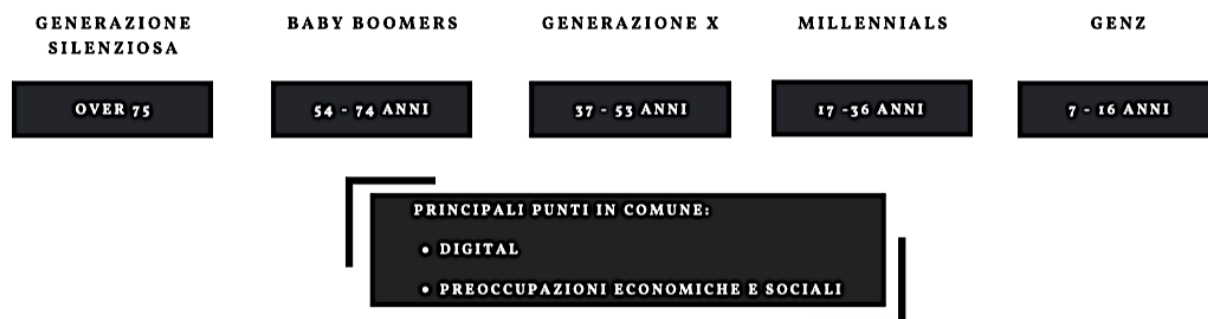 GENERAZIONE
SILENZIOSA
BABY BOOMERS
GENERAZIONE X
MILLENNIALS
GENZ
OVER 75
54 - 74 ANNI
37 - 53 ANNI
17 -36 ANNI
7 - 16 ANNI
PRINCIPALI PUNTI IN COMUNE:
• DIGITAL
• PREOCCUPAZIONI ECONOMICHE E SOCIALI